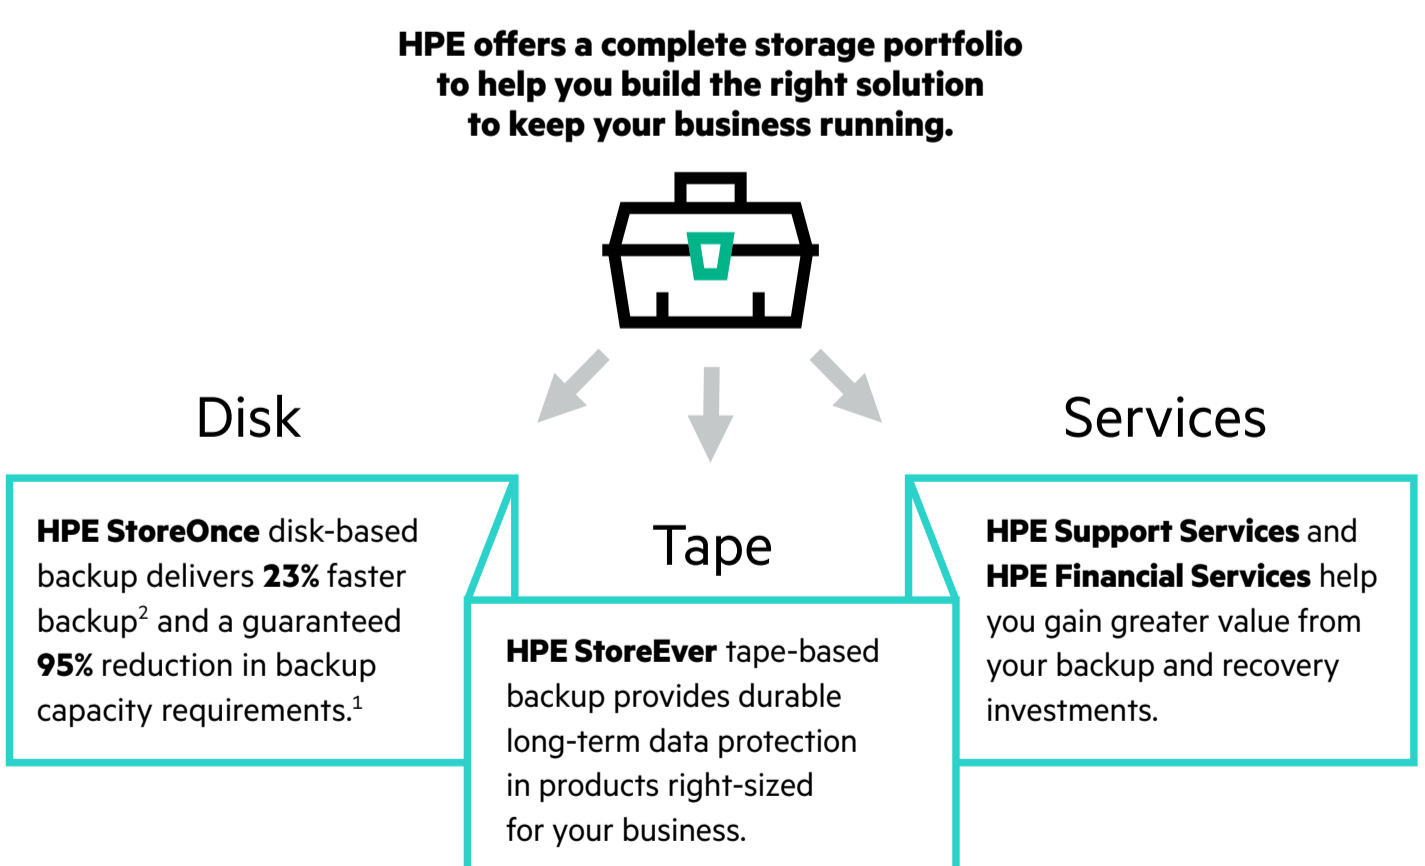 HPE offers a complete storage portfolio
to help you build the right solution
to keep your business running.
Disk
HPE StoreOnce disk-based
backup delivers 23% faster
backup² and a guaranteed
95% reduction in backup
capacity requirements.¹
Tape
HPE StoreEver tape-based
backup provides durable
long-term data protection
in products right-sized
for your business.
Services
HPE Support Services and
HPE Financial Services help
you gain greater value from
your backup and recovery
investments.